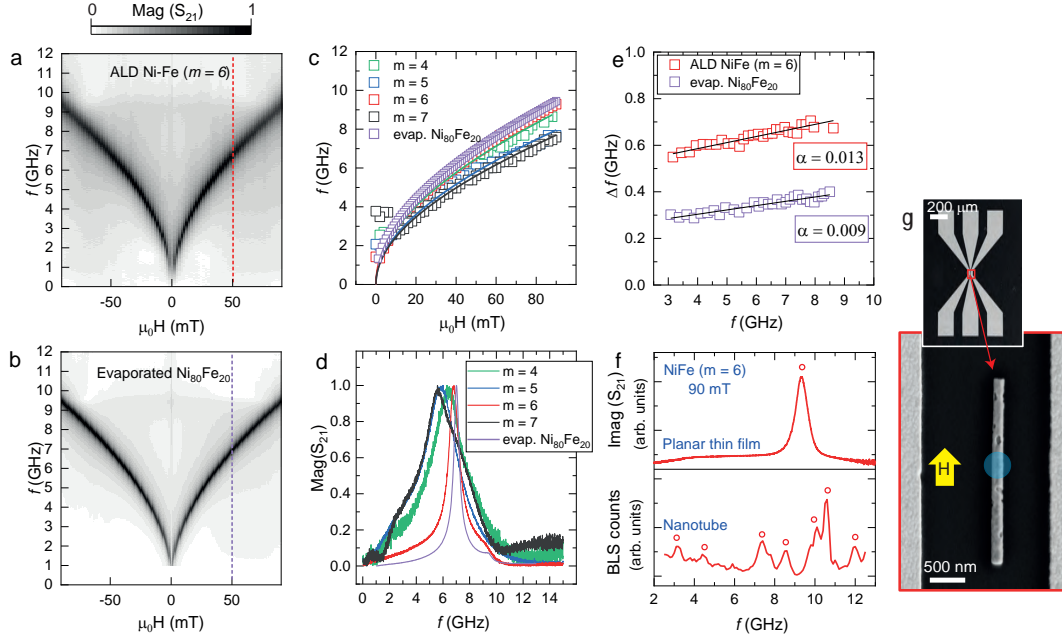 Mag (S21)
0
1
a
ALD Ni-Fe (m = 6)
f (GHz)
12
11
10
9
8
7
6
5
4
3
2
1
0
-50
0
50
μ0H (mT)
b
Evaporated Ni80Fe20
f (GHz)
12
11
10
9
8
7
6
5
4
3
2
1
0
-50
0
50
μ0H (mT)
c
m = 4
m = 5
m = 6
m = 7
evap. Ni80Fe20
f (GHz)
12
10
8
6
4
2
0
0
20
40
60
80
100
μ0H (mT)
d
m = 4
m = 5
m = 6
m = 7
evap. Ni80Fe20
Mag(S21)
1.0
0.8
0.6
0.4
0.2
0.0
0
2
4
6
8
10
12
14
f (GHz)
e
ALD NiFe (m = 6)
evap. Ni80Fe20
Δf (GHz)
1.0
0.8
0.6
0.4
0.2
0.0
α = 0.013
α = 0.009
3
4
5
6
7
8
9
10
f (GHz)
f
NiFe (m = 6)
90 mT
Planar thin film
Imag (S21) –
(arb. units)
Nanotube
BLS counts
(arb. units)
2
4
6
8
10
12
f (GHz)
g
200 μm
H
500 nm